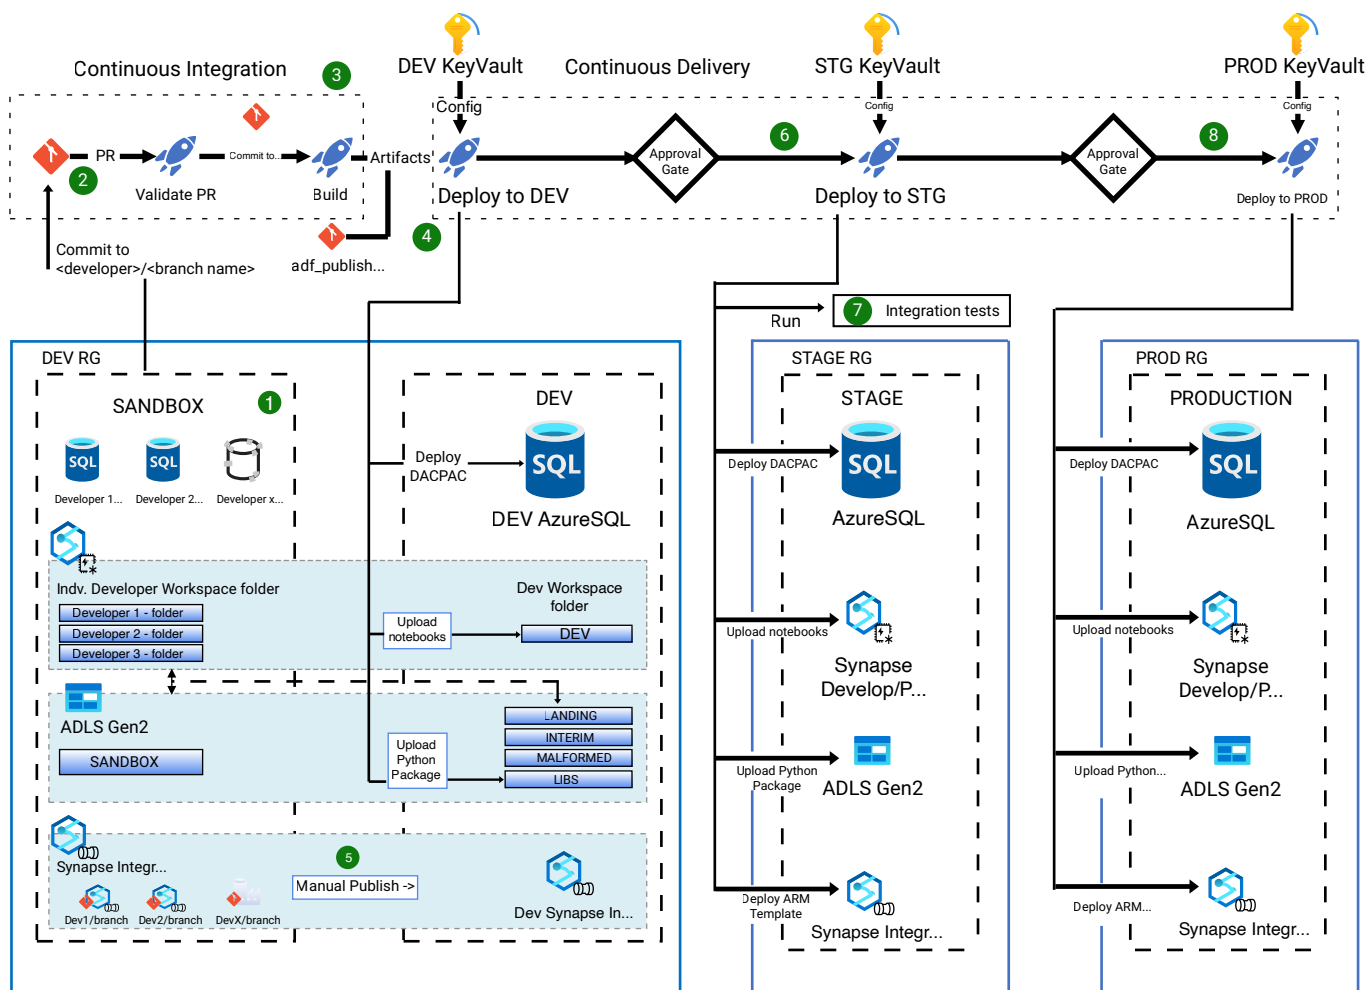 Continuous Integration
3
DEV KeyVault
Continuous Delivery
STG KeyVault
PROD KeyVault
Config
Config
Config
PR
2
Commit to...
Validate PR
Build
Artifacts
Deploy to DEV
Approval
Gate
6
Deploy to STG
Approval
Gate
8
Deploy to PROD
4
Commit to
<developer>/<branch name>
adf_publish...
Run
7
Integration tests
DEV RG
SANDBOX
1
SQL
SQL
Developer 1...
Developer 2...
Developer x...
DEV
Deploy
DACPAC
SQL
DEV AzureSQL
Indv. Developer Workspace folder
Developer 1 - folder
Developer 2 - folder
Developer 3 - folder
Upload
notebooks
Dev Workspace
folder
DEV
ADLS Gen2
SANDBOX
Upload
Python
Package
LANDING
INTERIM
MALFORMED
LIBS
Synapse Integr...
Dev1/branch
Dev2/branch
DevX/branch
5
Manual Publish ->
Dev Synapse In...
STAGE RG
STAGE
Deploy DACPAC
SQL
AzureSQL
Upload notebooks
Synapse
Develop/P...
Upload Python
Package
ADLS Gen2
Deploy ARM
Template
Synapse Integr...
PROD RG
PRODUCTION
Deploy DACPAC
SQL
AzureSQL
Upload notebooks
Synapse
Develop/P...
Upload Python...
ADLS Gen2
Deploy ARM...
Synapse Integr...